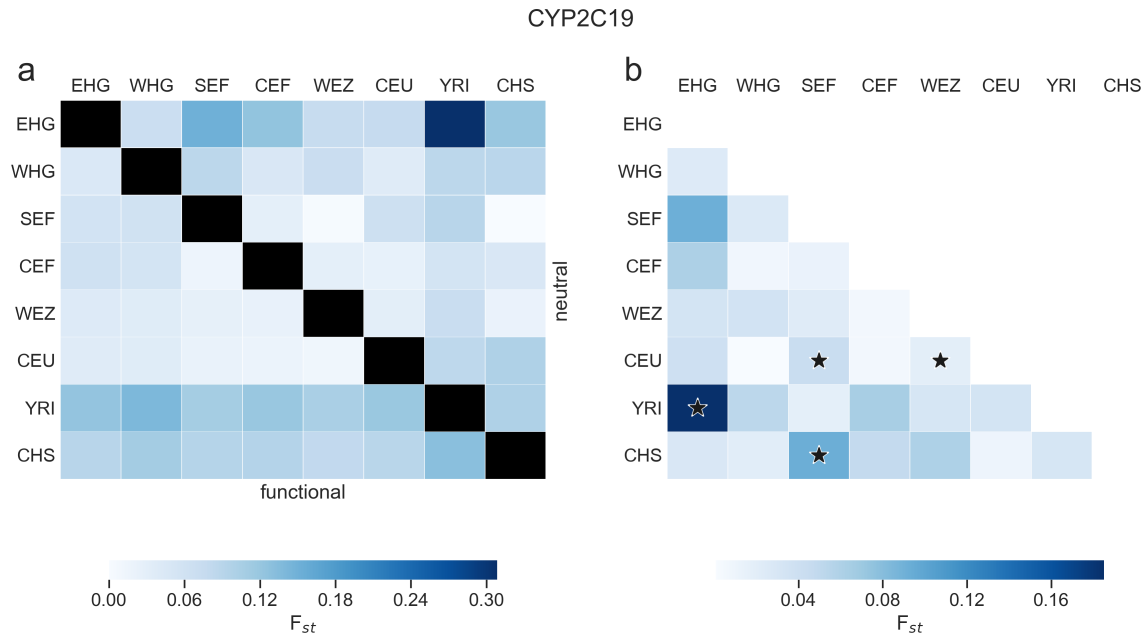 CYP2C19
a
EHG WHG SEF CEF WEZ CEU YRI CHS
EHG
WHG
SEF
CEF
WEZ
CEU
YRI
CHS
neutral
functional
0.00 0.06 0.12 0.18 0.24 0.30
Fst
b
EHG WHG SEF CEF WEZ CEU YRI CHS
EHG
WHG
SEF
CEF
WEZ
CEU
YRI
CHS
0.04 0.08 0.12 0.16
Fst